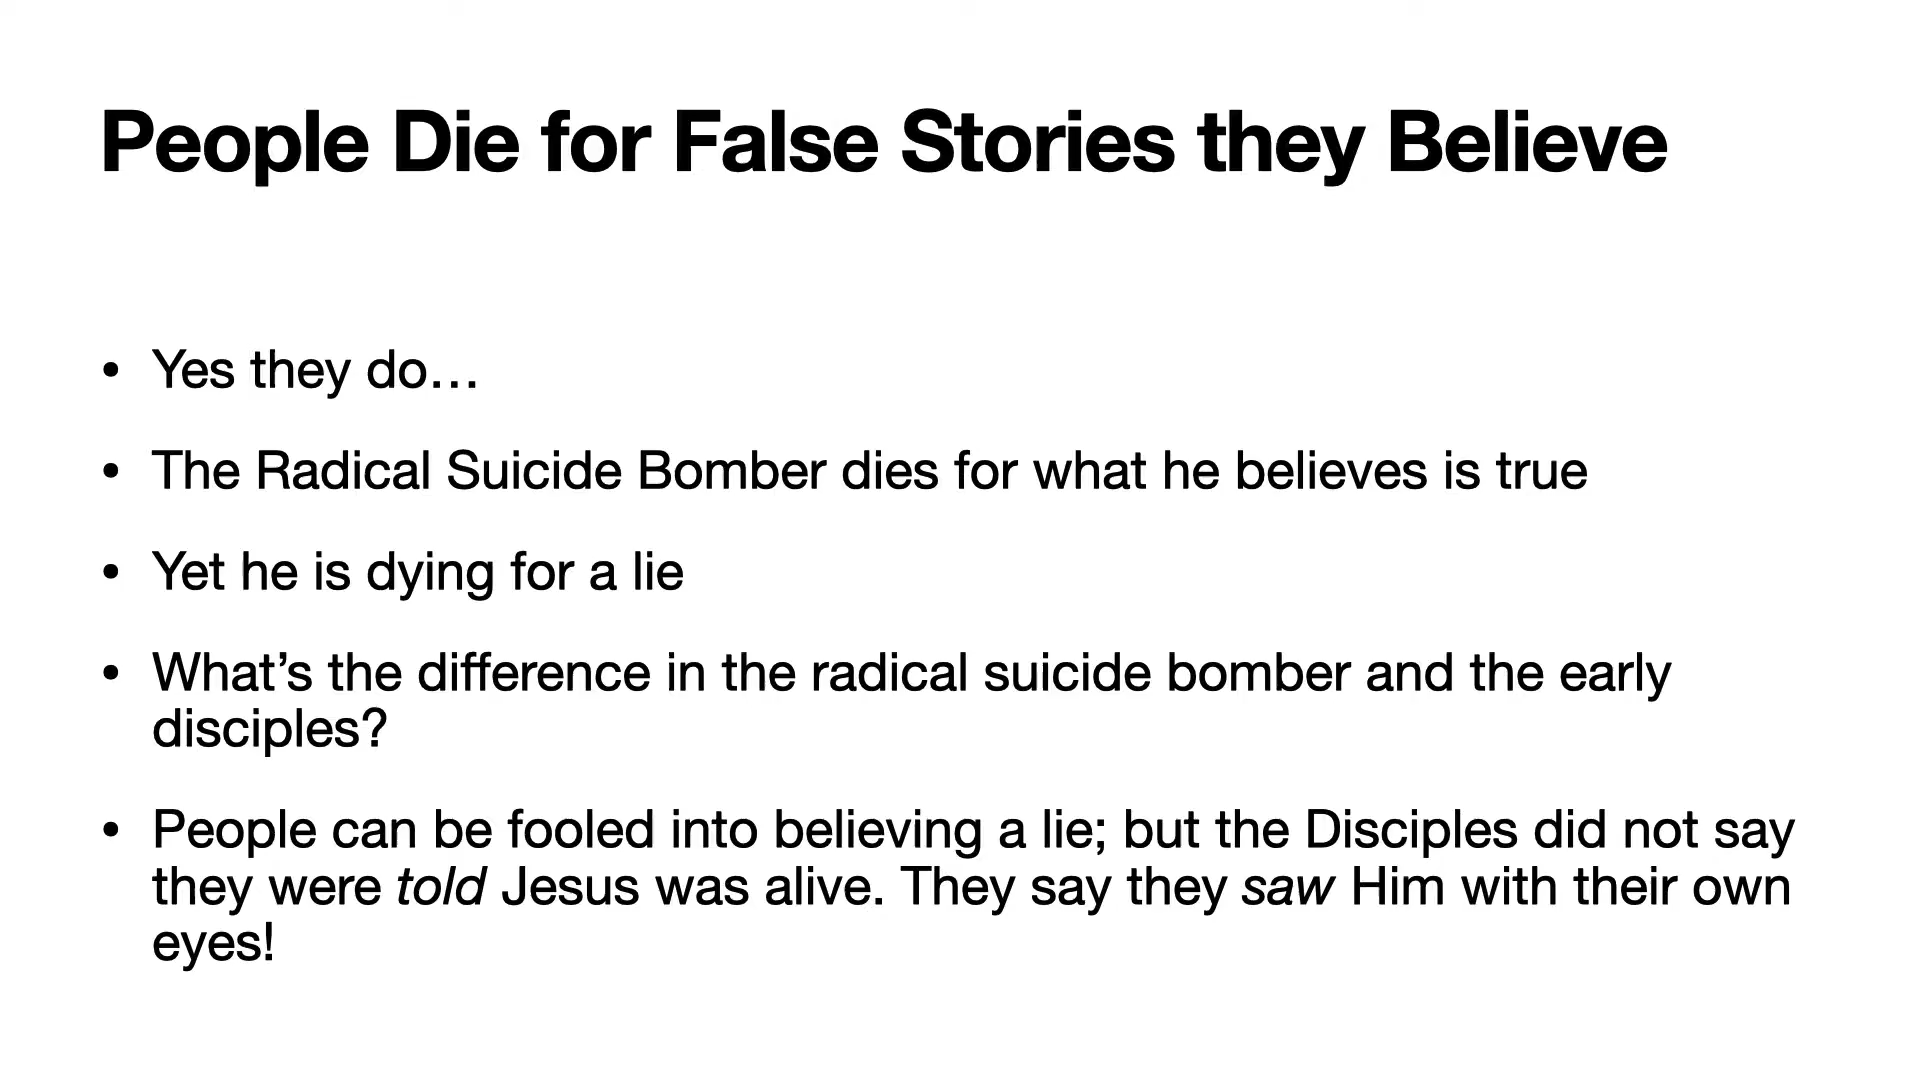 People Die for False Stories they Believe
• Yes they do…
• The Radical Suicide Bomber dies for what he believes is true
• Yet he is dying for a lie
• What’s the difference in the radical suicide bomber and the early
disciples?
• People can be fooled into believing a lie; but the Disciples did not say
they were told Jesus was alive. They say they saw Him with their own
eyes!